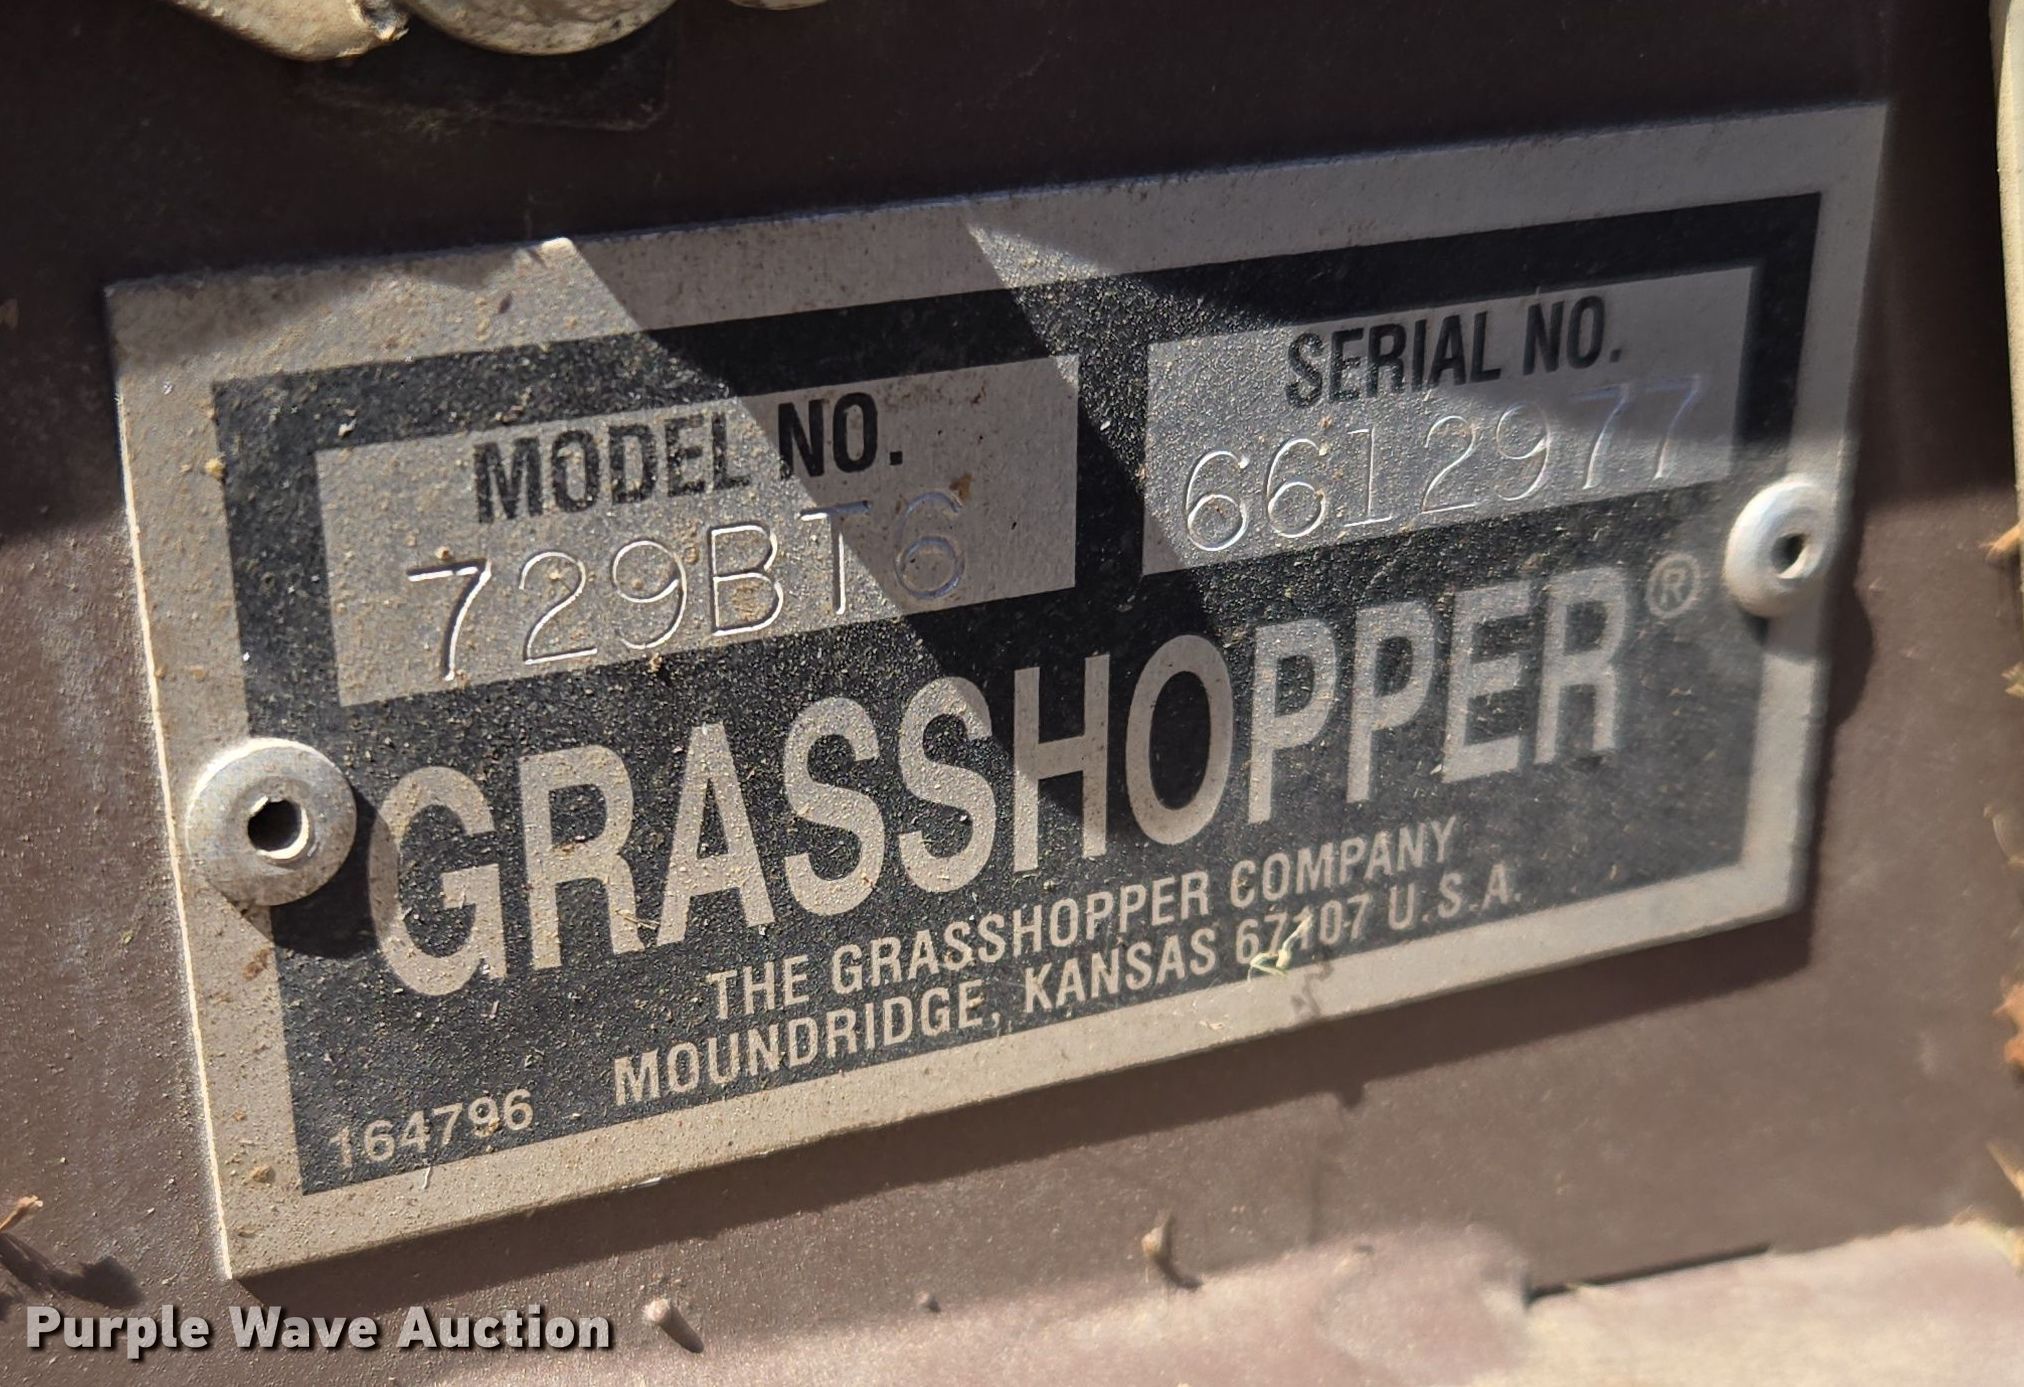 MODEL NO.
729BT6
SERIAL NO.
6612977
GRASSHOPPER®
THE GRASSHOPPER COMPANY
MOUNDRIDGE, KANSAS 67107 U.S.A.
164796
Purple Wave Auction